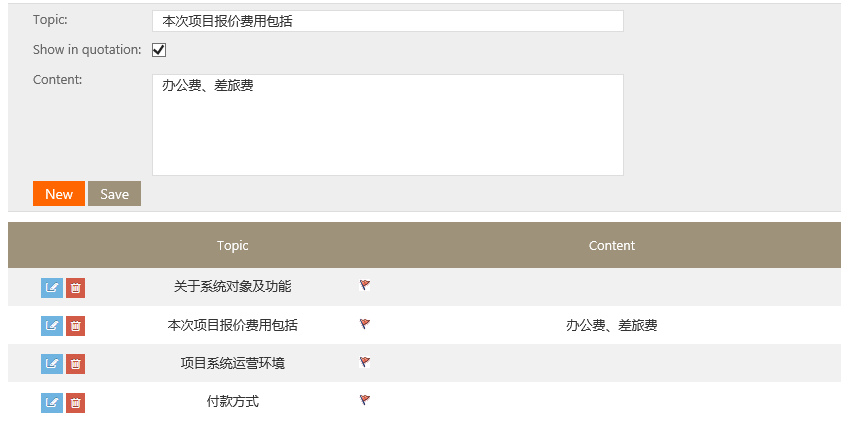 Topic: 本次项目报价费用包括
Show in quotation:
Content: 办公费、差旅费
New Save
Topic Content
关于系统对象及功能
本次项目报价费用包括 办公费、差旅费
项目系统运营环境
付款方式